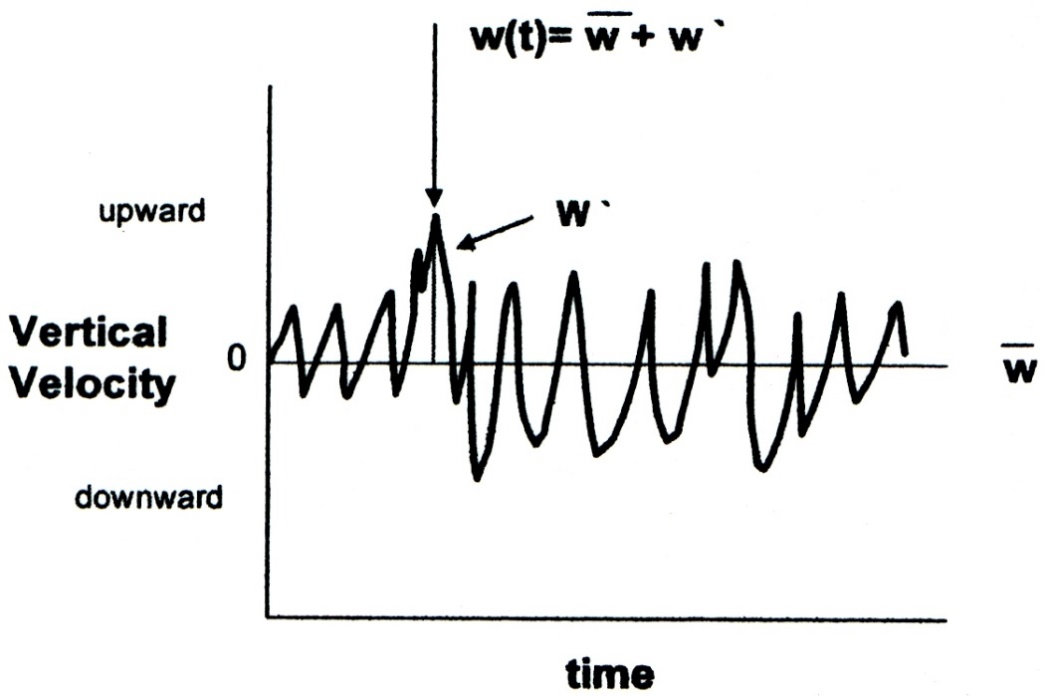 w(t)= w̅ + w `
upward
w `
Vertical
Velocity
0
w̅
downward
time